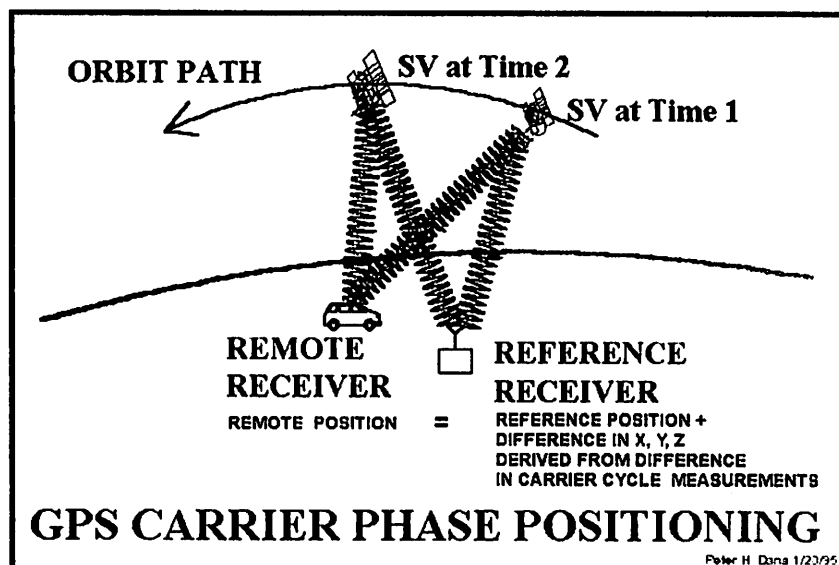 ORBIT PATH
SV at Time 2
SV at Time 1
REMOTE
RECEIVER
REFERENCE
RECEIVER
REMOTE POSITION = REFERENCE POSITION +
DIFFERENCE IN X, Y, Z
DERIVED FROM DIFFERENCE
IN CARRIER CYCLE MEASUREMENTS
GPS CARRIER PHASE POSITIONING
Peter H Dana 1/23/95